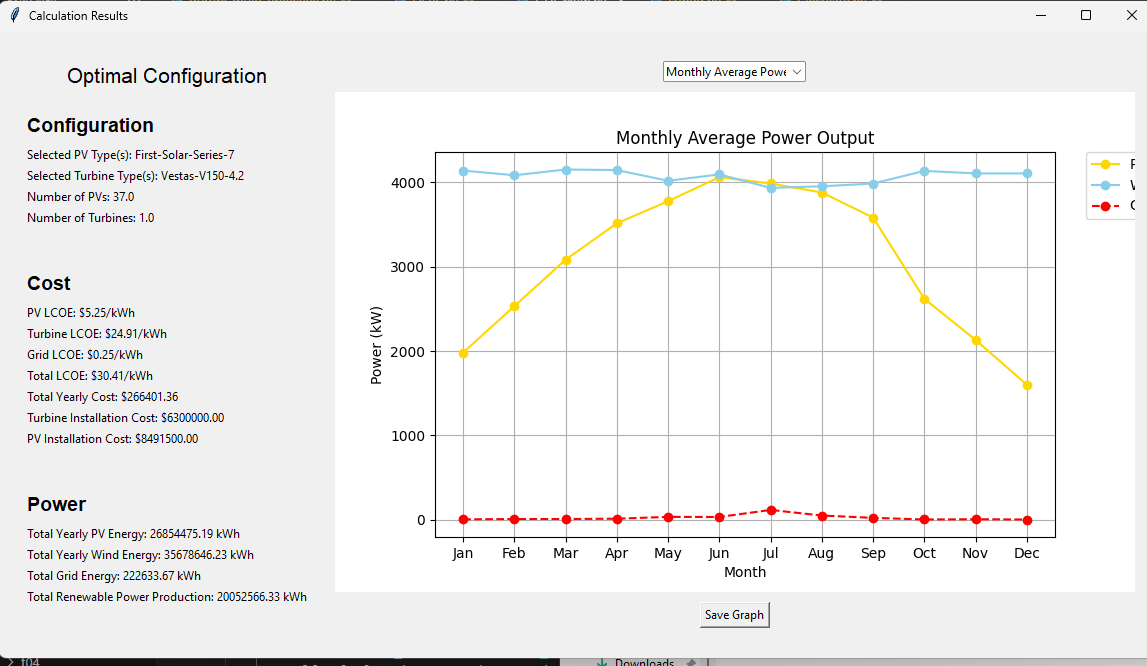 Calculation Results
Optimal Configuration
Configuration
Selected PV Type(s): First-Solar-Series-7
Selected Turbine Type(s): Vestas-V150-4.2
Number of PVs: 37.0
Number of Turbines: 1.0
Cost
PV LCOE: $5.25/kWh
Turbine LCOE: $24.91/kWh
Grid LCOE: $0.25/kWh
Total LCOE: $30.41/kWh
Total Yearly Cost: $266401.36
Turbine Installation Cost: $6300000.00
PV Installation Cost: $8491500.00
Power
Total Yearly PV Energy: 26854475.19 kWh
Total Yearly Wind Energy: 35678646.23 kWh
Total Grid Energy: 222633.67 kWh
Total Renewable Power Production: 20052566.33 kWh
Monthly Average Powe
Monthly Average Power Output
Power (kW)
4000
3000
2000
1000
0
Jan Feb Mar Apr May Jun Jul Aug Sep Oct Nov Dec
Month
Save Graph
f04
Downloads